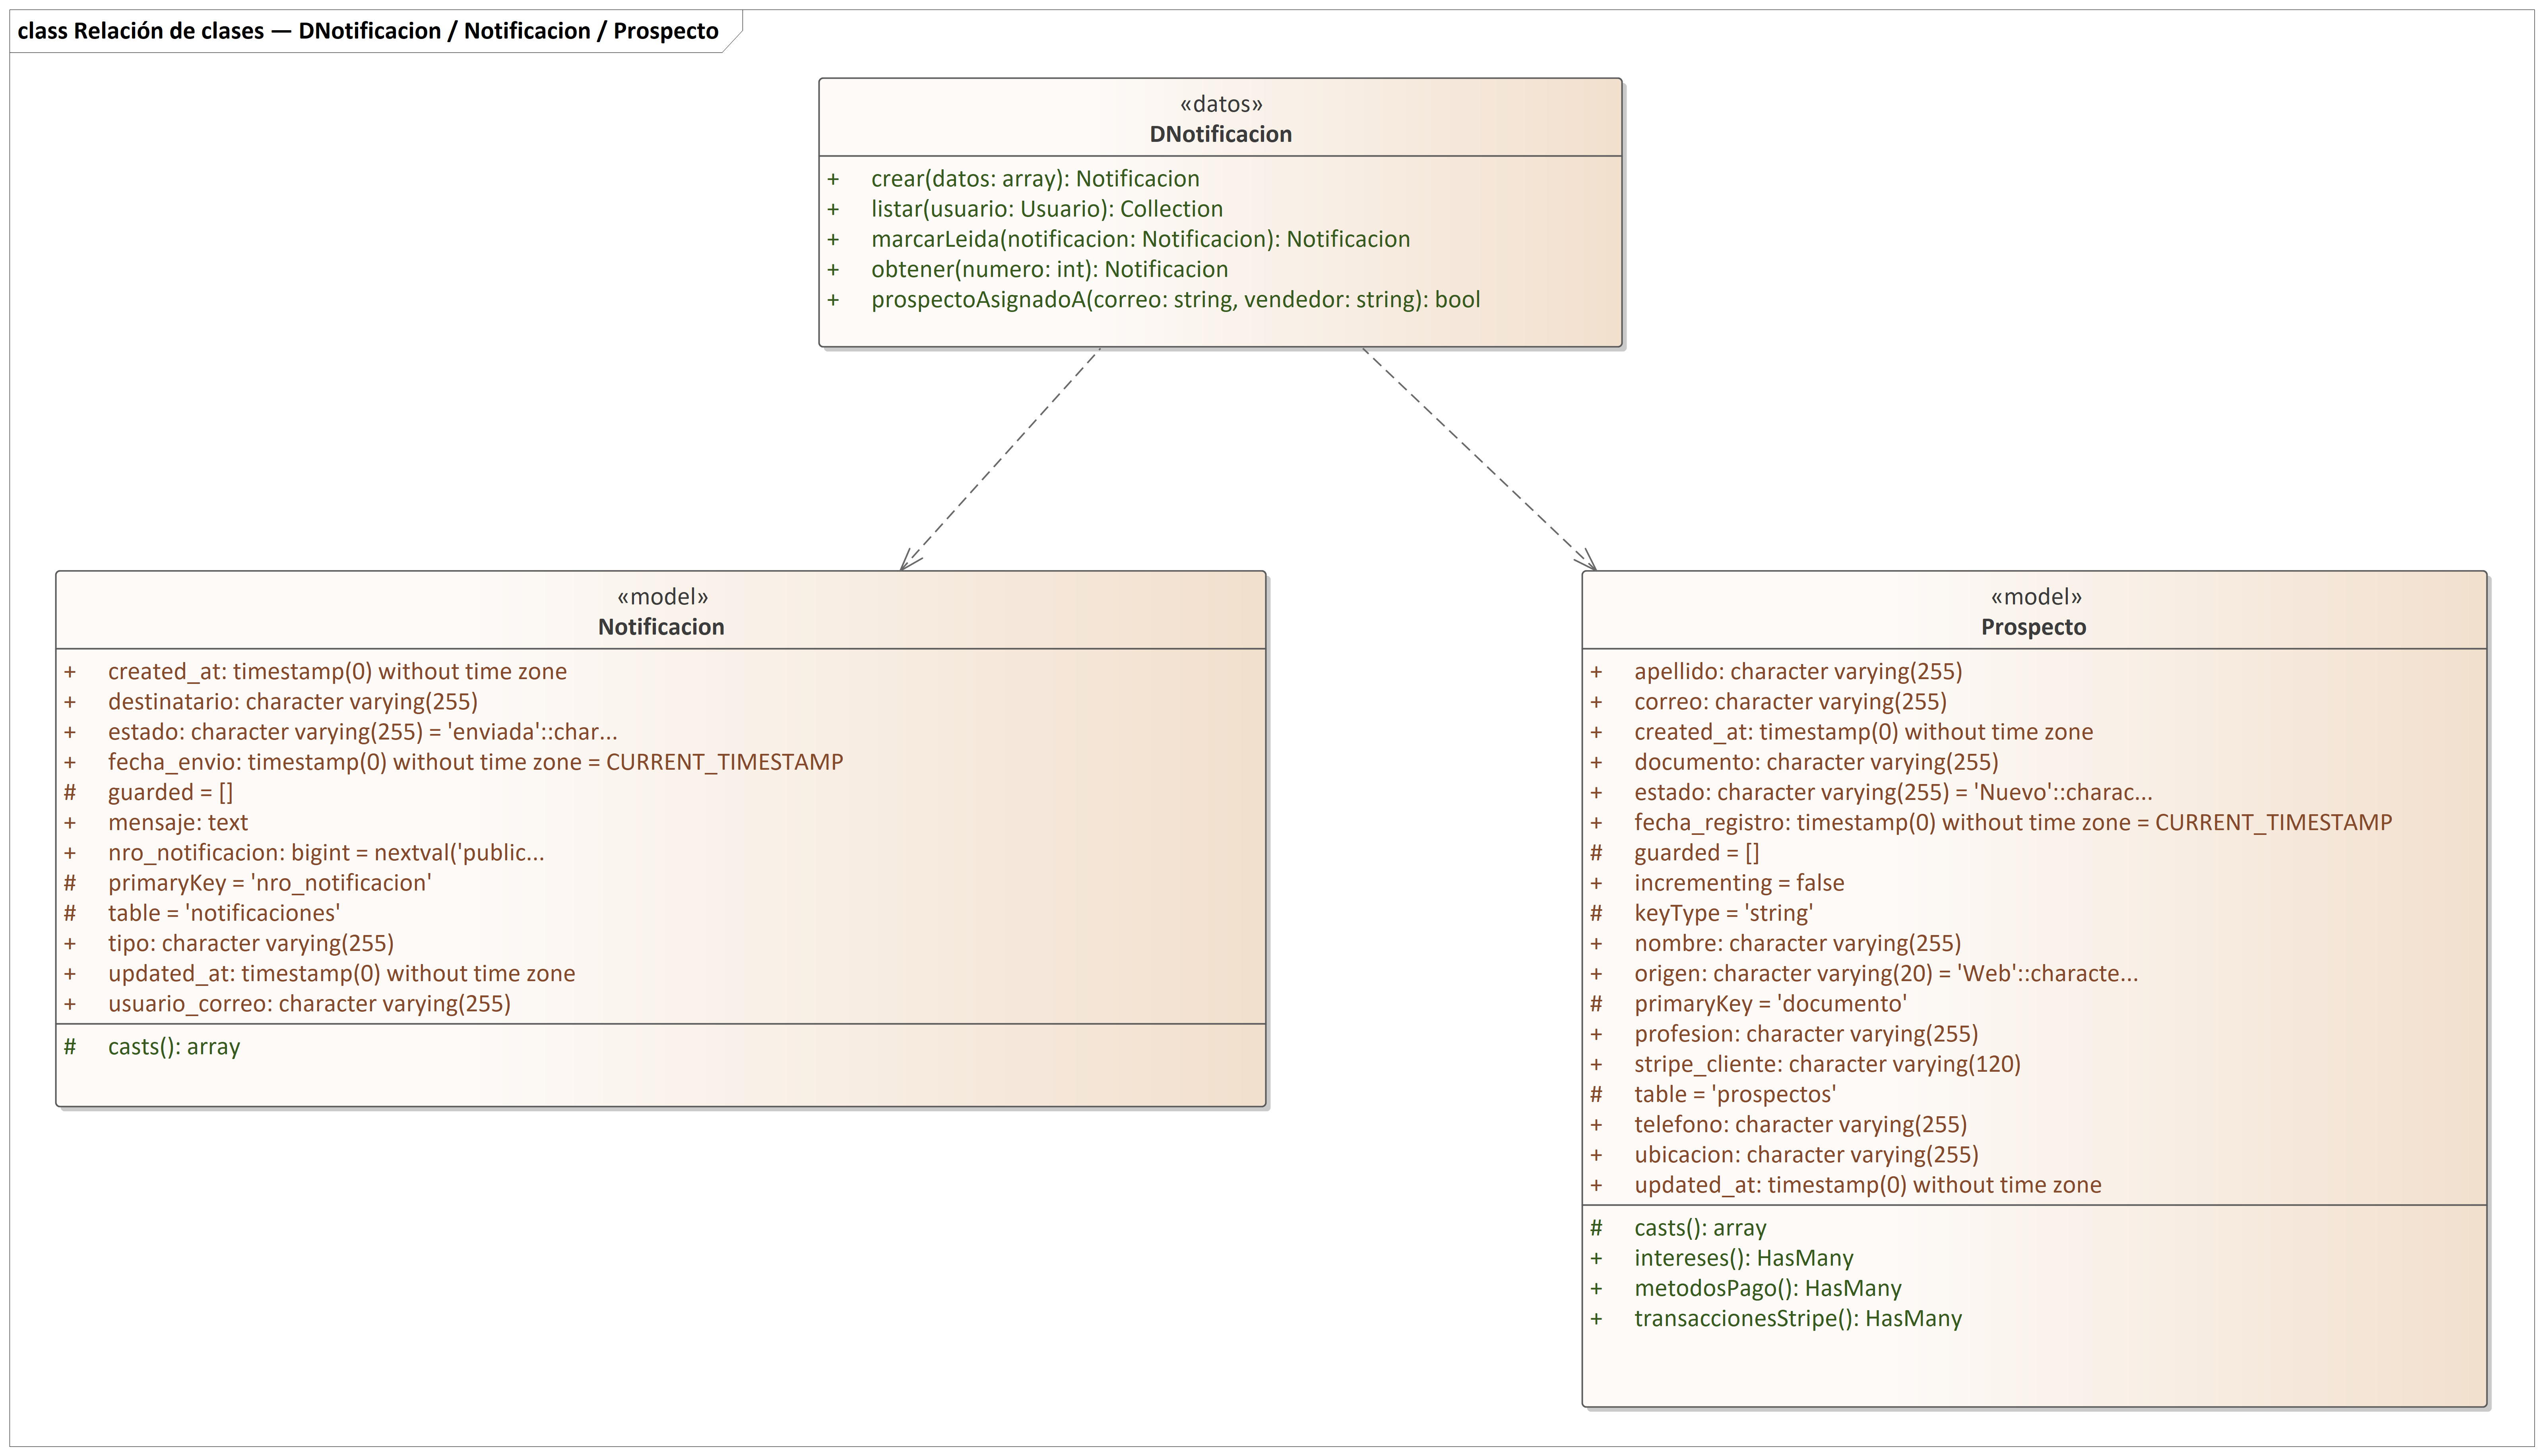 class Relación de clases — DNotificacion / Notificacion / Prospecto
«datos»
DNotificacion
+ crear(datos: array): Notificacion
+ listar(usuario: Usuario): Collection
+ marcarLeida(notificacion: Notificacion): Notificacion
+ obtener(numero: int): Notificacion
+ prospectoAsignadoA(correo: string, vendedor: string): bool
«model»
Notificacion
+ created_at: timestamp(0) without time zone
+ destinatario: character varying(255)
+ estado: character varying(255) = 'enviada'::char...
+ fecha_envio: timestamp(0) without time zone = CURRENT_TIMESTAMP
# guarded = []
+ mensaje: text
+ nro_notificacion: bigint = nextval('public...
# primaryKey = 'nro_notificacion'
# table = 'notificaciones'
+ tipo: character varying(255)
+ updated_at: timestamp(0) without time zone
+ usuario_correo: character varying(255)
# casts(): array
«model»
Prospecto
+ apellido: character varying(255)
+ correo: character varying(255)
+ created_at: timestamp(0) without time zone
+ documento: character varying(255)
+ estado: character varying(255) = 'Nuevo'::charac...
+ fecha_registro: timestamp(0) without time zone = CURRENT_TIMESTAMP
# guarded = []
+ incrementing = false
# keyType = 'string'
+ nombre: character varying(255)
+ origen: character varying(20) = 'Web'::characte...
# primaryKey = 'documento'
+ profesion: character varying(255)
+ stripe_cliente: character varying(120)
# table = 'prospectos'
+ telefono: character varying(255)
+ ubicacion: character varying(255)
+ updated_at: timestamp(0) without time zone
# casts(): array
+ intereses(): HasMany
+ metodosPago(): HasMany
+ transaccionesStripe(): HasMany